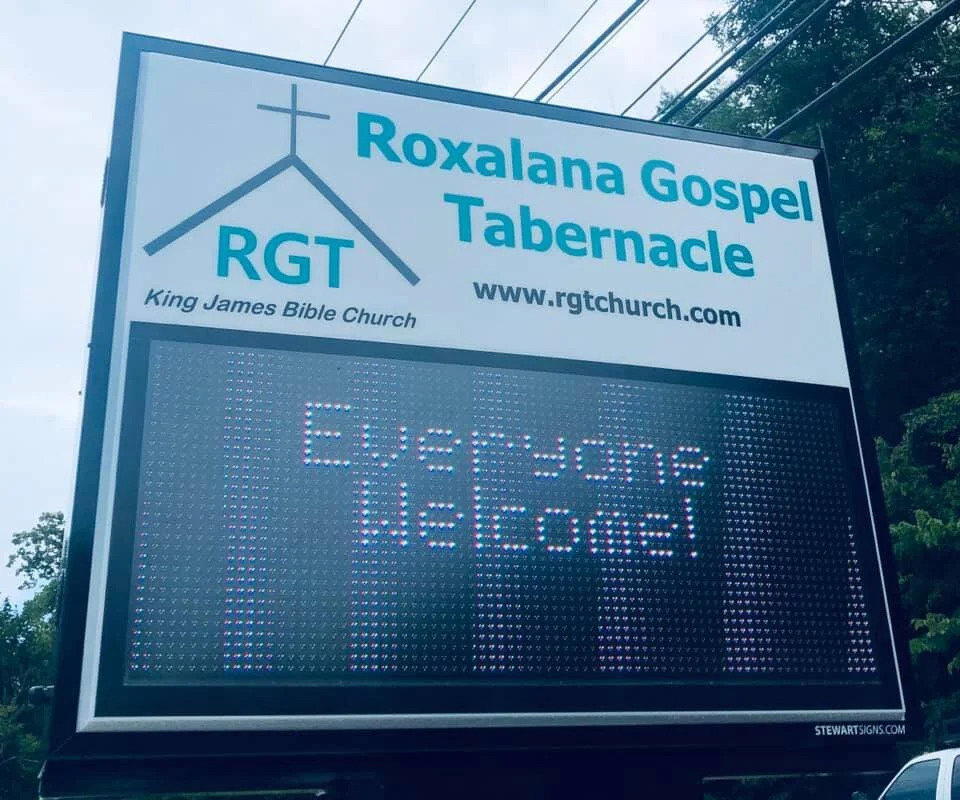 Roxalana Gospel
Tabernacle
RGT
King James Bible Church
www.rgtchurch.com
Everyone
Welcome!
STEWARTSIGNS.COM